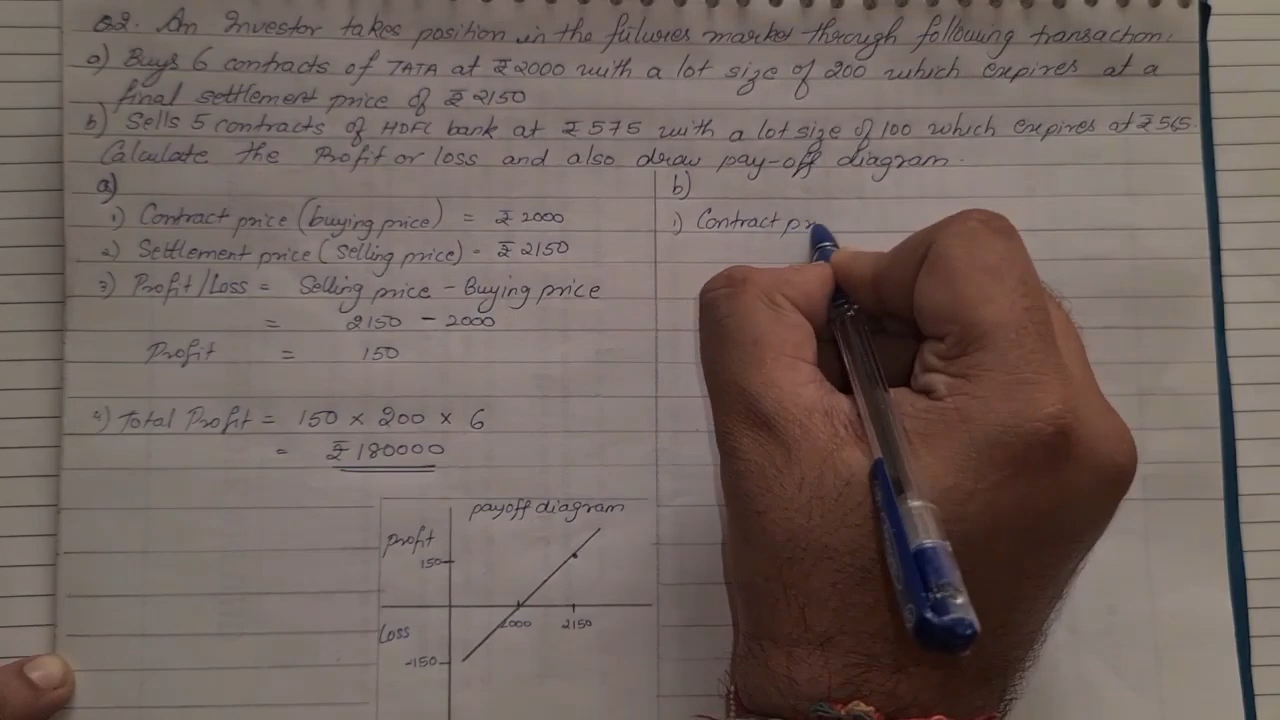 Q2. An Investor takes position in the futures market through following transaction.
a) Buys 6 contracts of TATA at ₹2000 with a lot size of 200 which expires at a
final settlement price of ₹2150
b) Sells 5 contracts of HDFC bank at ₹575 with a lot size of 100 which expires at ₹565.
Calculate the Profit or loss and also draw pay-off diagram.
a)
1) Contract price (buying price) = ₹2000
2) Settlement price (selling price) = ₹2150
3) Profit/Loss = Selling price - Buying price
= 2150 - 2000
Profit = 150
4) Total Profit = 150 × 200 × 6
= ₹180000
payoff diagram
profit
150
2000 2150
Loss
-150
b)
1) Contract pr